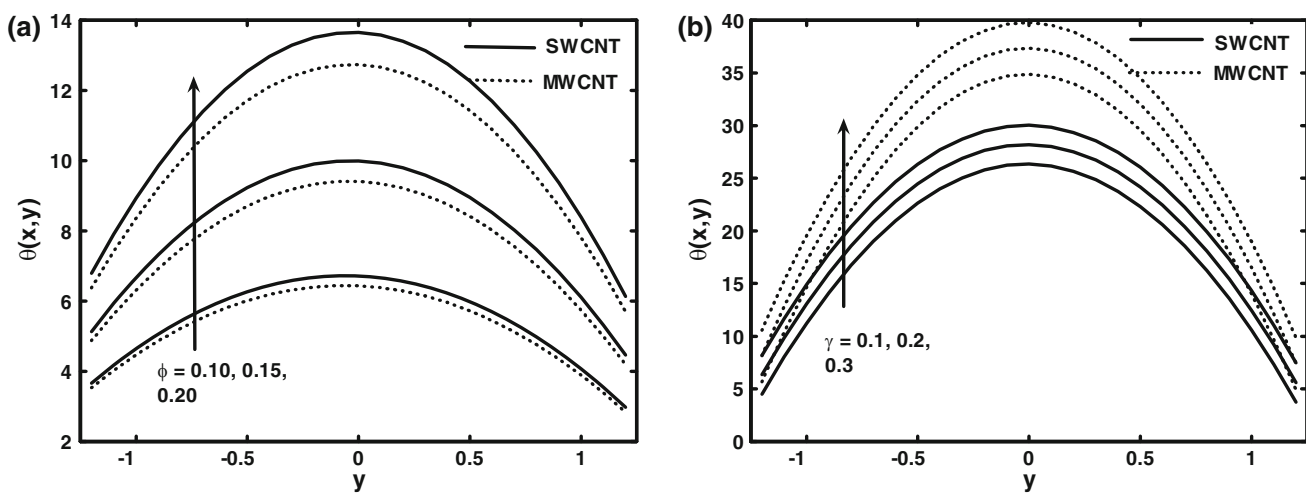 (a)
14
12
10
8
6
4
2
θ(x,y)
SWCNT
MWCNT
ϕ = 0.10, 0.15,
0.20
-1
-0.5
0
0.5
1
y
(b)
40
35
30
25
20
15
10
5
0
θ(x,y)
SWCNT
MWCNT
γ = 0.1, 0.2,
0.3
-1
-0.5
0
0.5
1
y